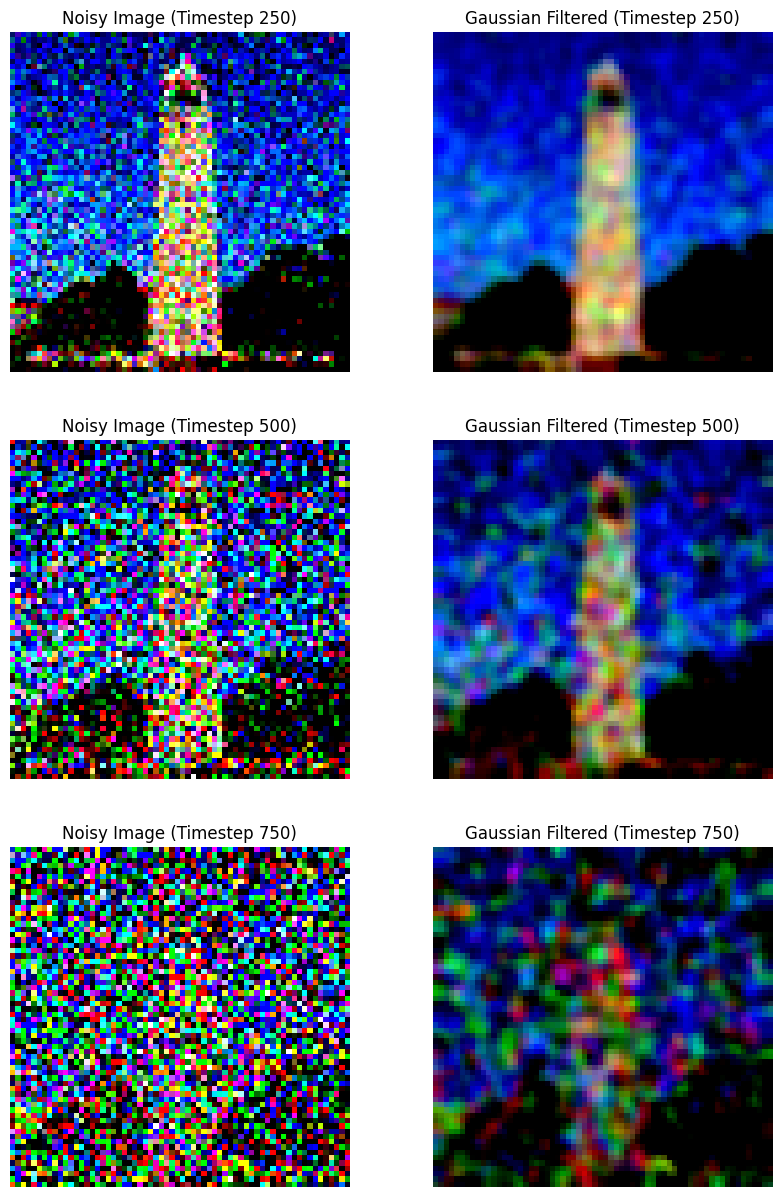 Noisy Image (Timestep 250)
Gaussian Filtered (Timestep 250)
Noisy Image (Timestep 500)
Gaussian Filtered (Timestep 500)
Noisy Image (Timestep 750)
Gaussian Filtered (Timestep 750)